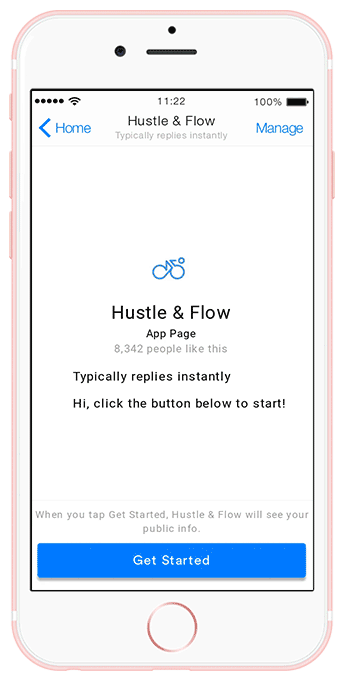 11:22
100%
Home
Hustle & Flow
Typically replies instantly
Manage
Hustle & Flow
App Page
8,342 people like this
Typically replies instantly
Hi, click the button below to start!
When you tap Get Started, Hustle & Flow will see your
public info.
Get Started